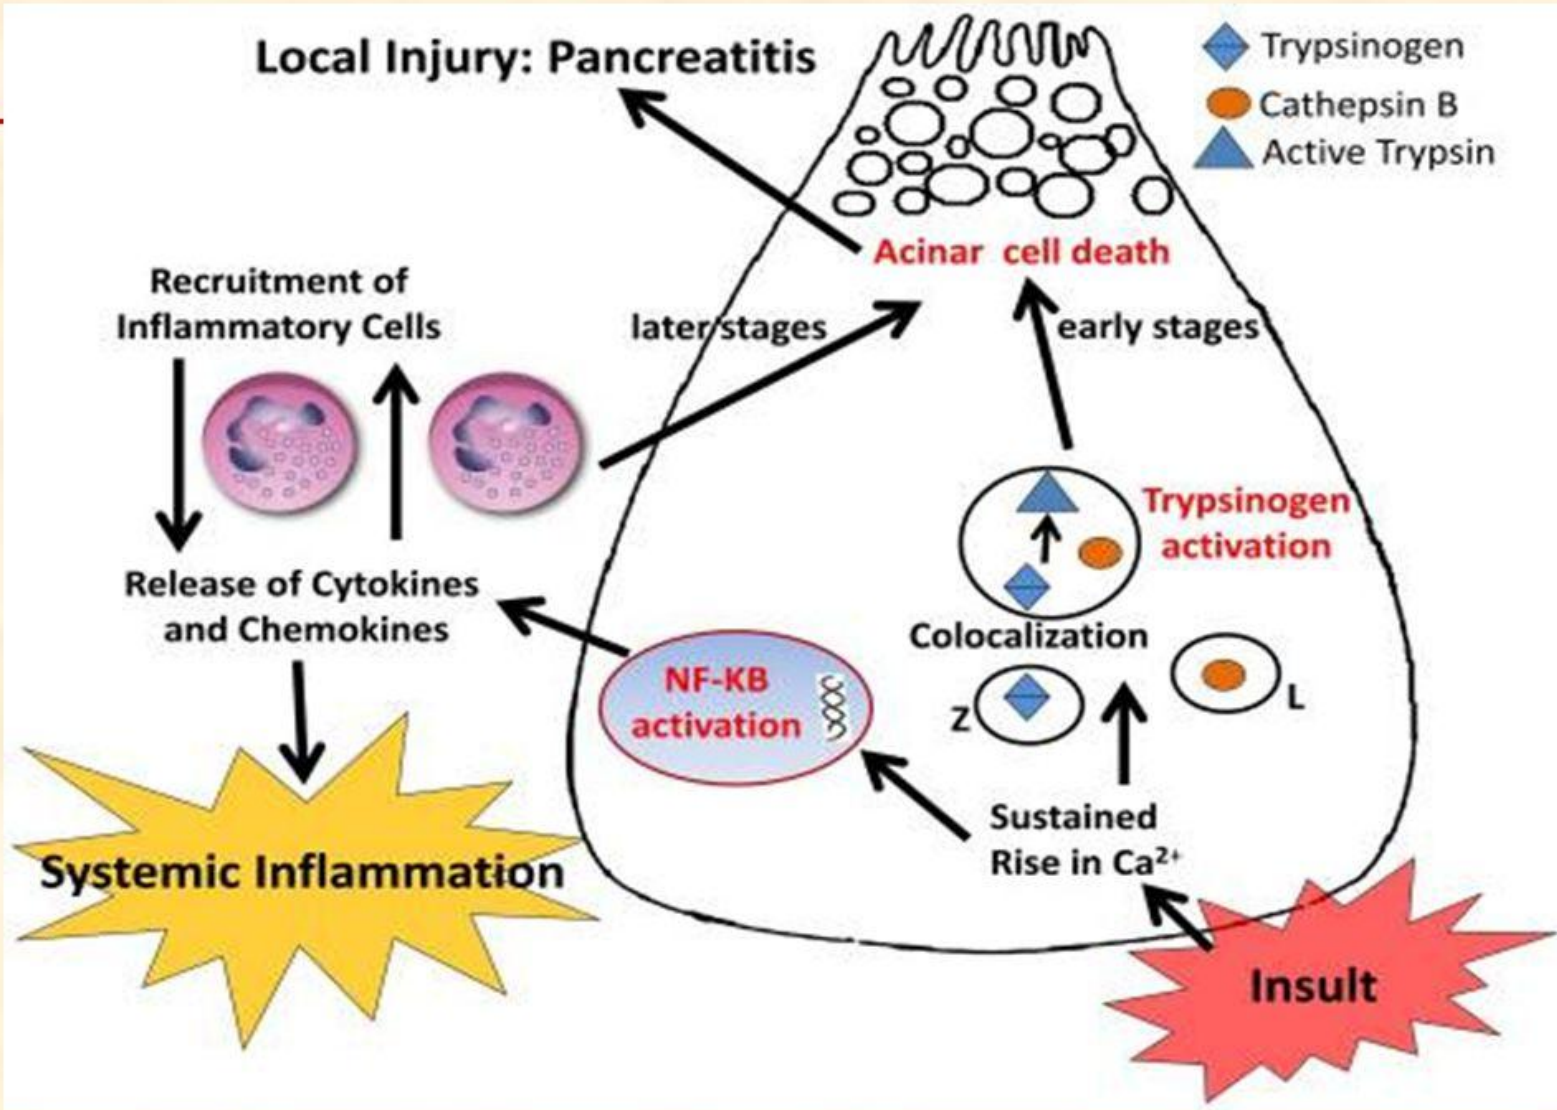 Local Injury: Pancreatitis
Trypsinogen
Cathepsin B
Active Trypsin
Acinar cell death
Recruitment of
Inflammatory Cells
later stages
early stages
Trypsinogen
activation
Release of Cytokines
and Chemokines
Colocalization
NF-KB
activation
Z
L
Sustained
Rise in Ca²⁺
Systemic Inflammation
Insult